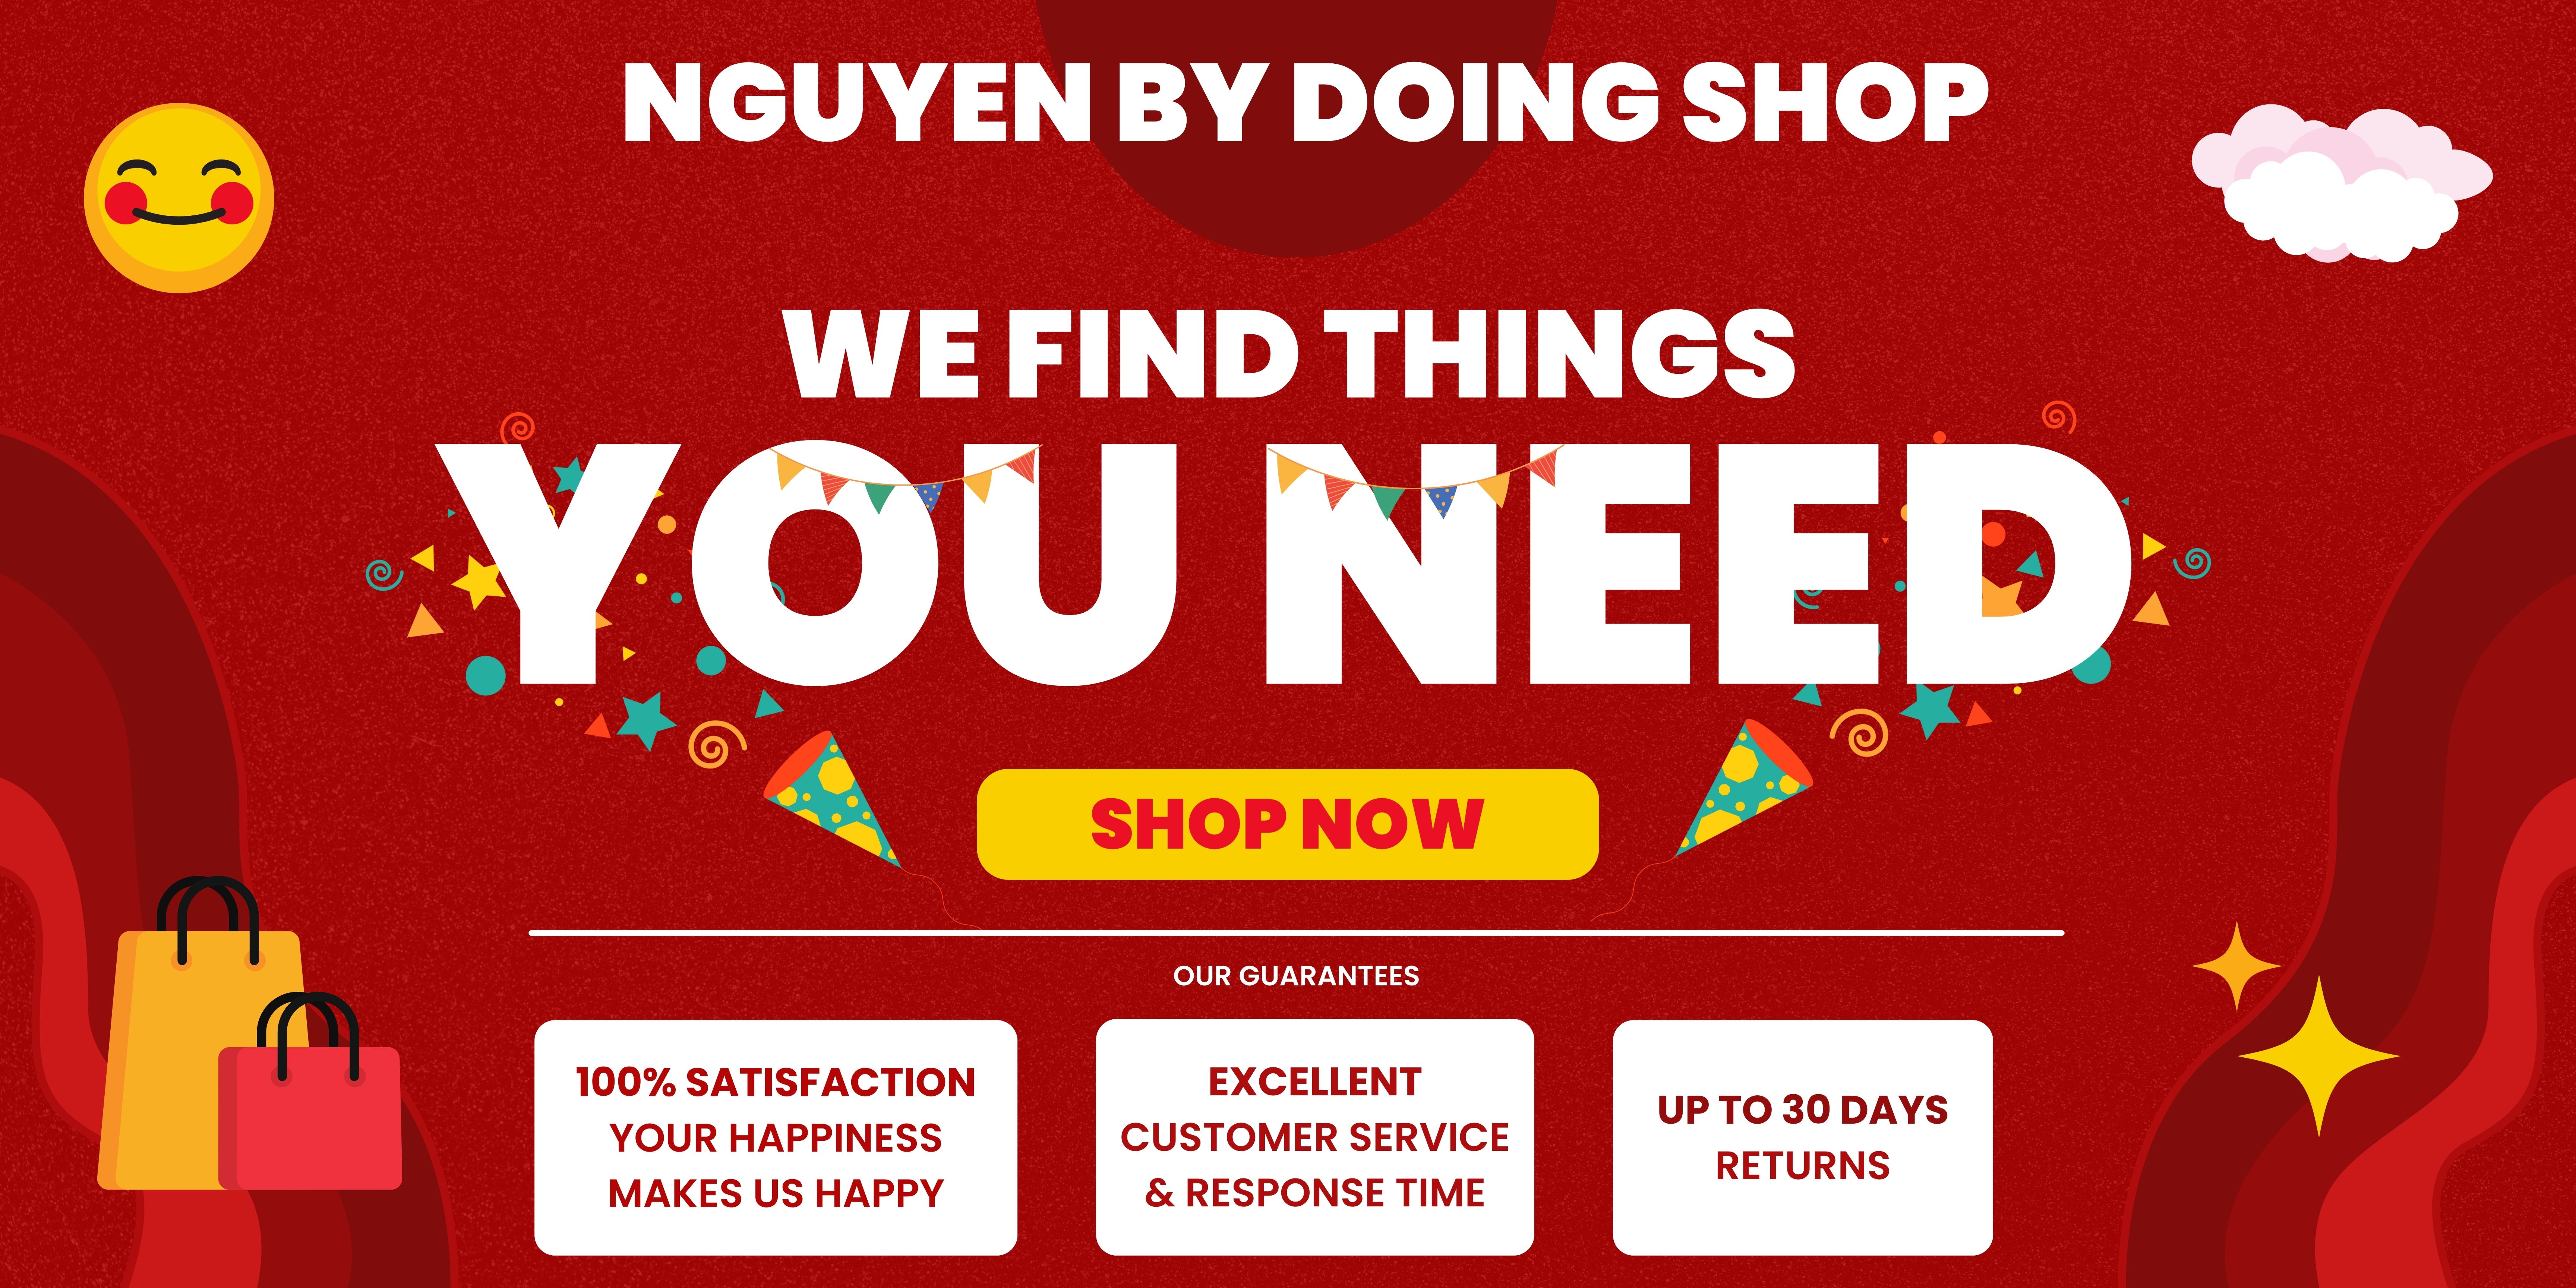 NGUYEN BY DOING SHOP
WE FIND THINGS
YOU NEED
SHOP NOW
OUR GUARANTEES
100% SATISFACTION
YOUR HAPPINESS
MAKES US HAPPY
EXCELLENT
CUSTOMER SERVICE
& RESPONSE TIME
UP TO 30 DAYS
RETURNS